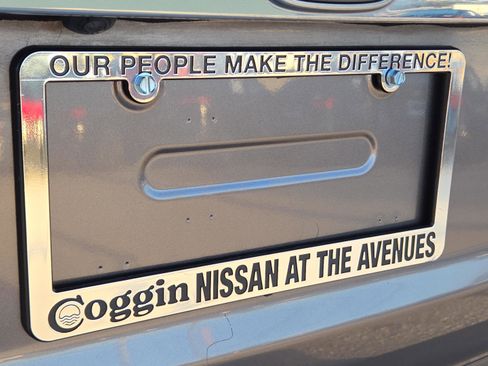 OUR PEOPLE MAKE THE DIFFERENCE!
Coggin NISSAN AT THE AVENUES